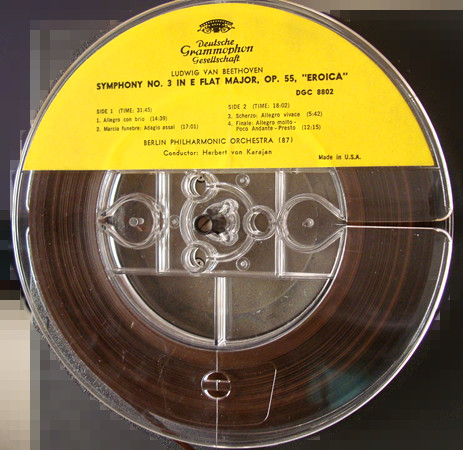 Deutsche
Grammophon
Gesellschaft
LUDWIG VAN BEETHOVEN
SYMPHONY NO. 3 IN E FLAT MAJOR, OP. 55, "EROICA"
DGC 8802
SIDE 1 (TIME: 31:45)
1. Allegro con brio (14:39)
2. Marcia funebre: Adagio assai (17:01)
SIDE 2 (TIME: 18:02)
3. Scherzo: Allegro vivace (5:42)
4. Finale: Allegro molto -
Poco Andante - Presto (12:15)
BERLIN PHILHARMONIC ORCHESTRA (87)
Conductor: Herbert von Karajan
Made in U.S.A.